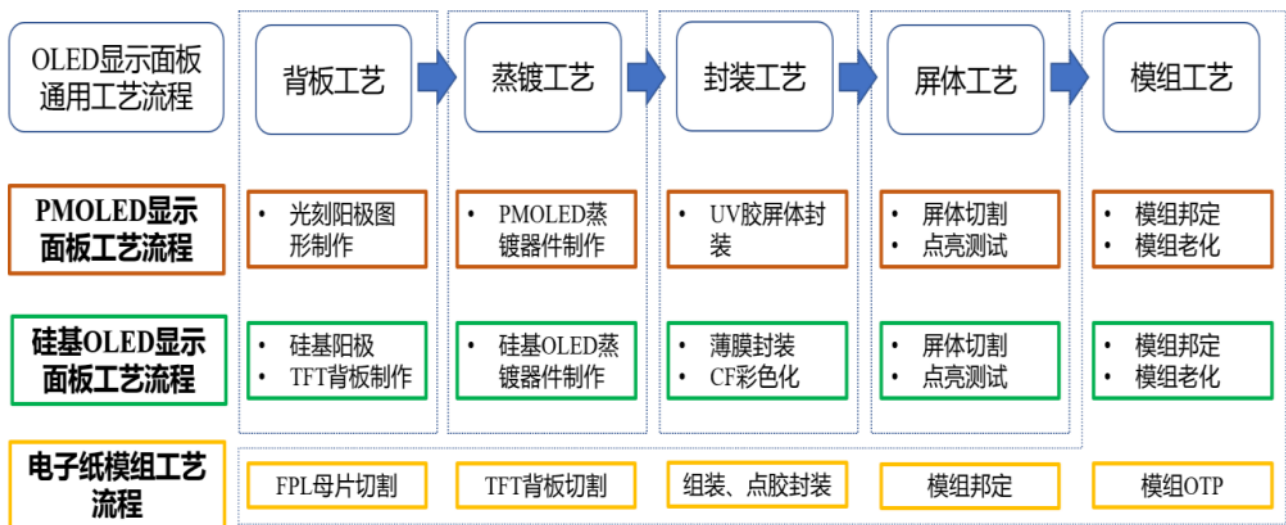 OLED显示面板
通用工艺流程
背板工艺
蒸镀工艺
封装工艺
屏体工艺
模组工艺
PMOLED显示
面板工艺流程
• 光刻阳极图
形制作
• PMOLED蒸
镀器件制作
• UV胶屏体封
装
• 屏体切割
• 点亮测试
• 模组邦定
• 模组老化
硅基OLED显示
面板工艺流程
• 硅基阳极
• TFT背板制作
• 硅基OLED蒸
镀器件制作
• 薄膜封装
• CF彩色化
• 屏体切割
• 点亮测试
• 模组邦定
• 模组老化
电子纸模组工艺
流程
FPL母片切割
TFT背板切割
组装、点胶封装
模组邦定
模组OTP